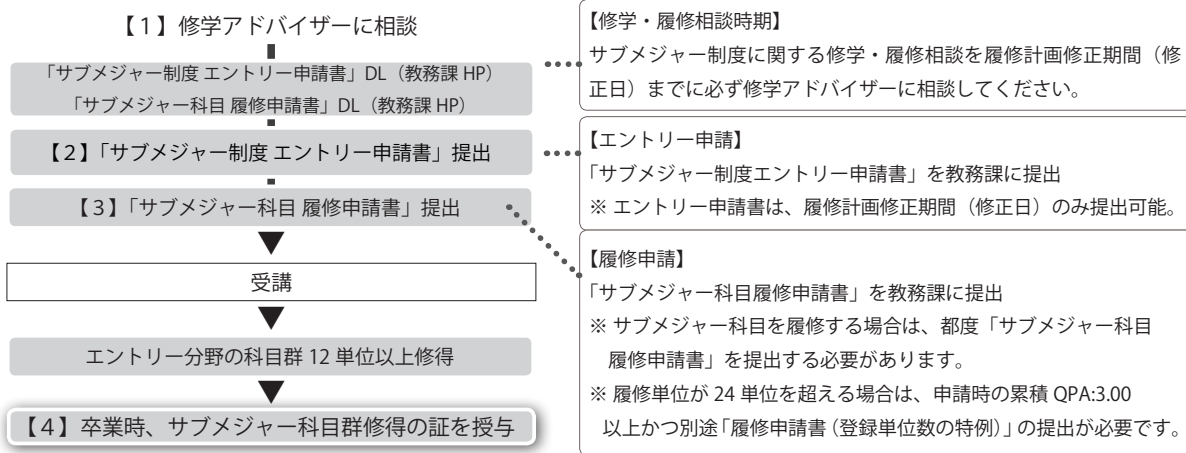 【１】修学アドバイザーに相談
「サブメジャー制度 エントリー申請書」DL（教務課 HP）
「サブメジャー科目 履修申請書」DL（教務課 HP）
【２】「サブメジャー制度 エントリー申請書」提出
【３】「サブメジャー科目 履修申請書」提出
受講
エントリー分野の科目群 12 単位以上修得
【４】卒業時、サブメジャー科目群修得の証を授与
【修学・履修相談時期】
サブメジャー制度に関する修学・履修相談を履修計画修正期間（修
正日）までに必ず修学アドバイザーに相談してください。
【エントリー申請】
「サブメジャー制度エントリー申請書」を教務課に提出
※ エントリー申請書は、履修計画修正期間（修正日）のみ提出可能。
【履修申請】
「サブメジャー科目履修申請書」を教務課に提出
※ サブメジャー科目を履修する場合は、都度「サブメジャー科目
履修申請書」を提出する必要があります。
※ 履修単位が 24 単位を超える場合は、申請時の累積 QPA:3.00
以上かつ別途「履修申請書（登録単位数の特例）」の提出が必要です。